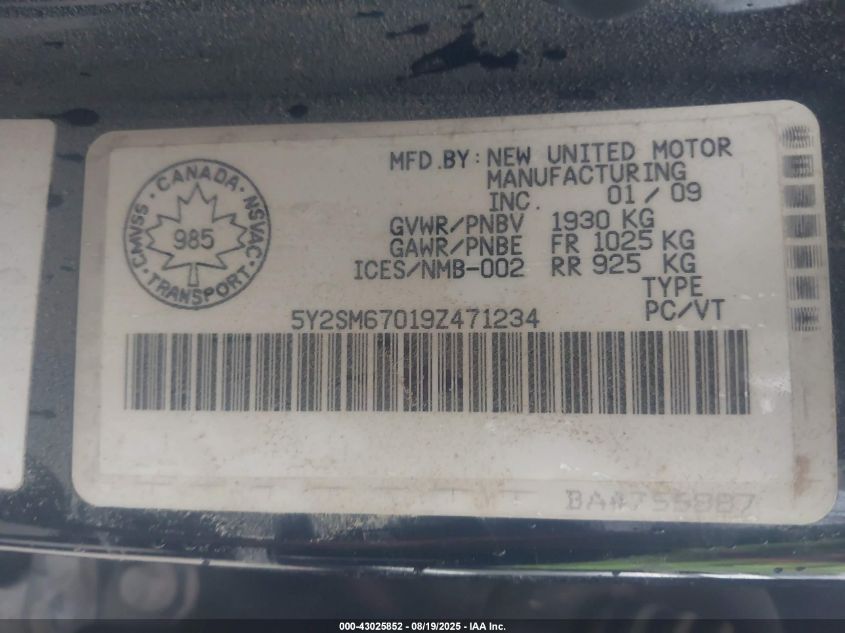 MFD.BY: NEW UNITED MOTOR
MANUFACTURING
INC. 01/09
GVWR/PNBV 1930 KG
GAWR/PNBE FR 1025 KG
ICES/NMB-002 RR 925 KG
TYPE
PC/VT
CANADA · NSVAC · TRANSPORT · CMVSS ·
985
5Y2SM67019Z471234
BA#755887
000-43025852 - 08/19/2025 - IAA Inc.